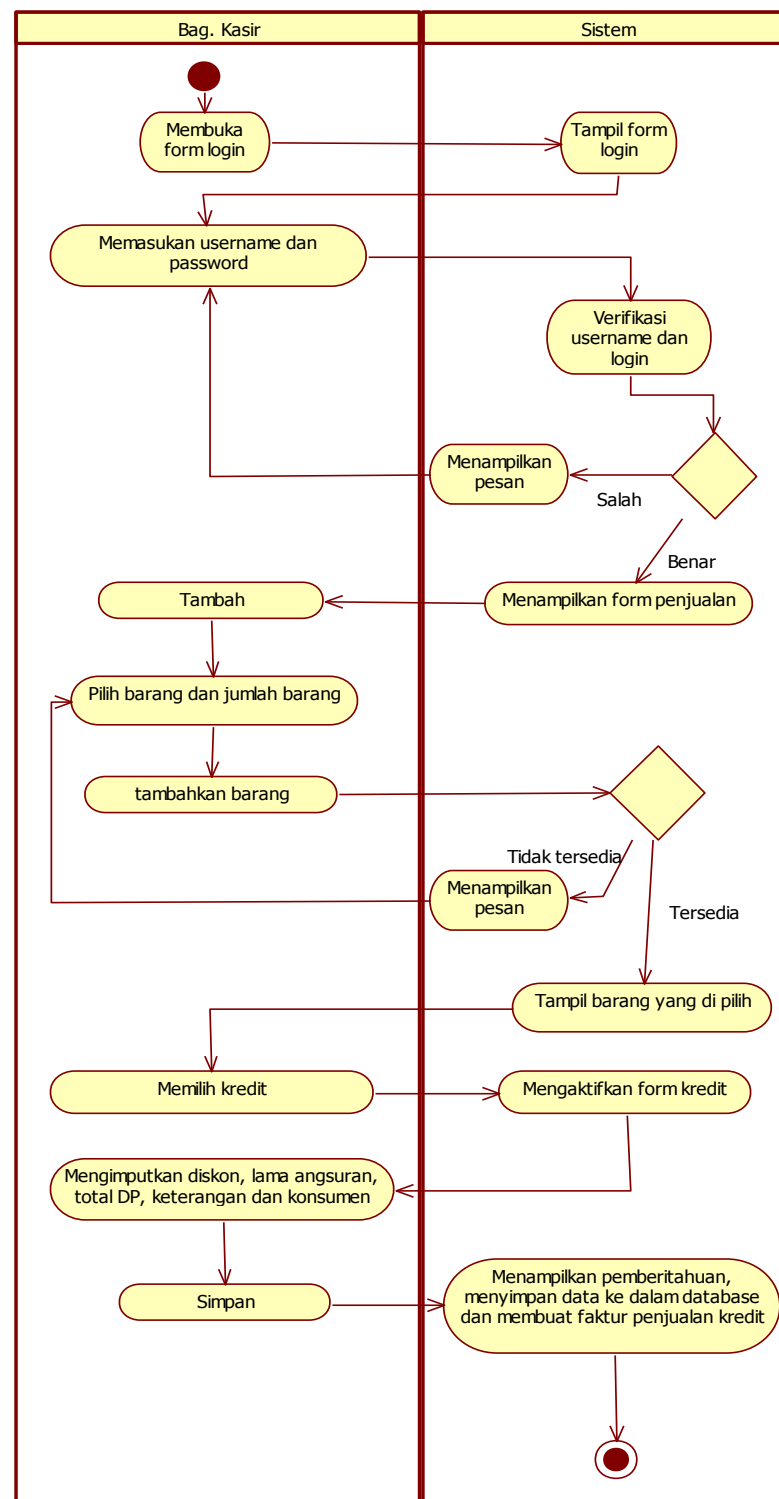 Bag. Kasir
Sistem
Membuka
form login
Tampil form
login
Memasukan username dan
password
Verifikasi
username dan
login
Menampilkan
pesan
Salah
Benar
Tambah
Menampilkan form penjualan
Pilih barang dan jumlah barang
tambahkan barang
Tidak tersedia
Menampilkan
pesan
Tersedia
Tampil barang yang di pilih
Memilih kredit
Mengaktifkan form kredit
Mengimputkan diskon, lama angsuran,
total DP, keterangan dan konsumen
Simpan
Menampilkan pemberitahuan,
menyimpan data ke dalam database
dan membuat faktur penjualan kredit